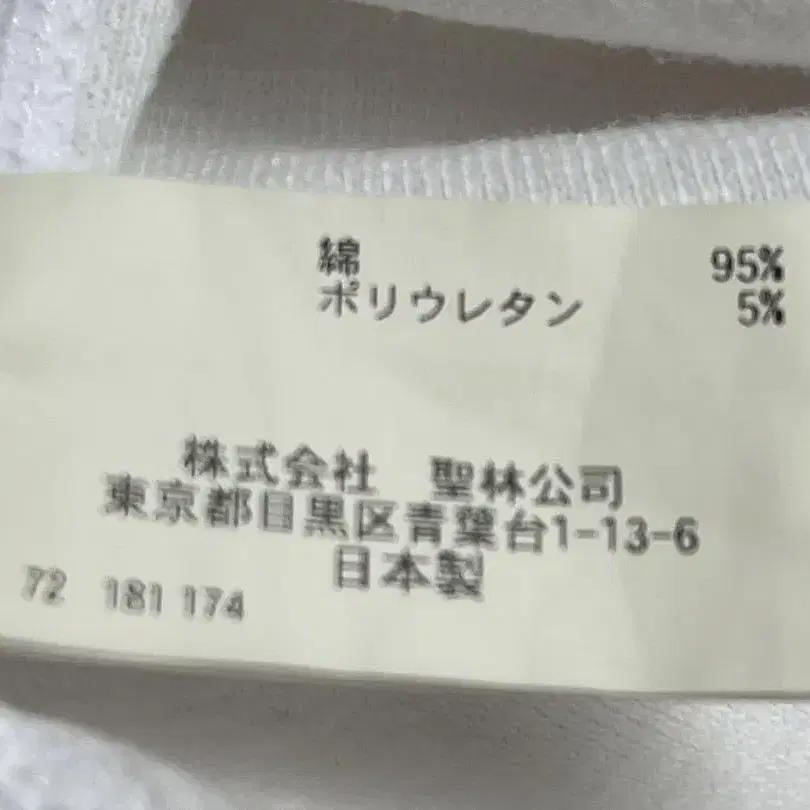 綿 95%
ポリウレタン 5%
株式会社 聖林公司
東京都目黒区青葉台1-13-6
日本製
72 181 174